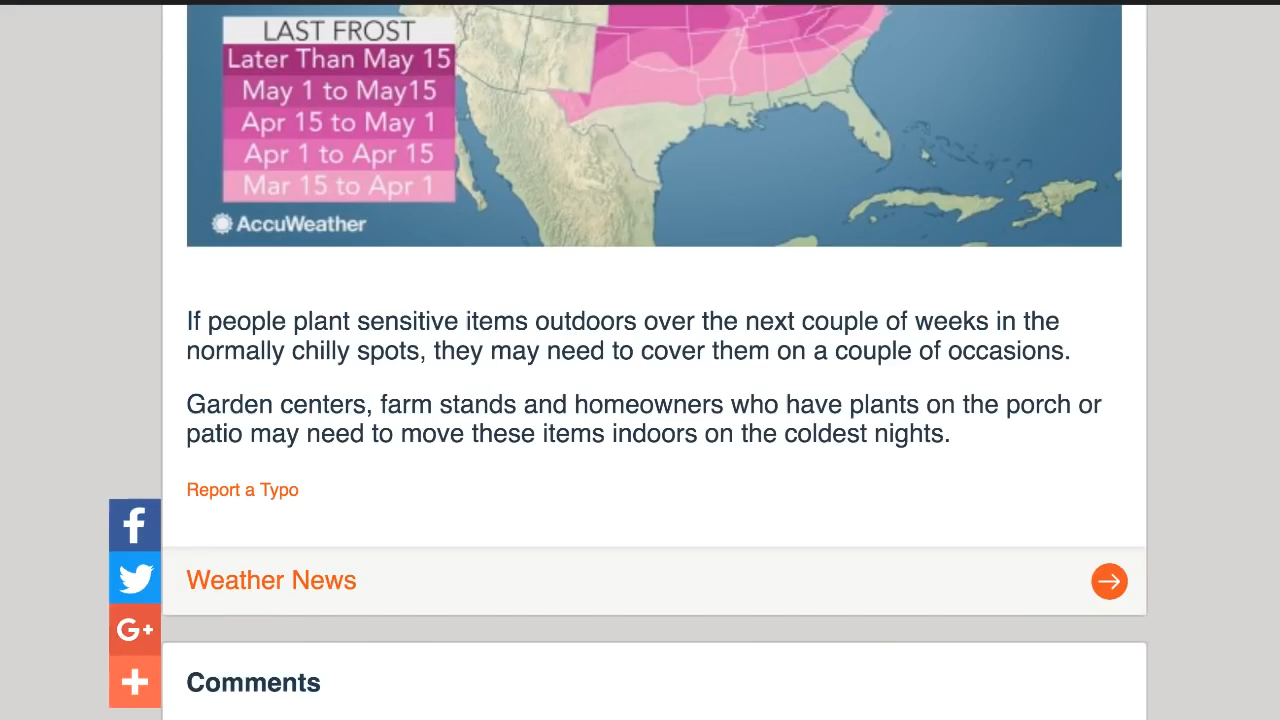 LAST FROST
Later Than May 15
May 1 to May15
Apr 15 to May 1
Apr 1 to Apr 15
Mar 15 to Apr 1
AccuWeather
If people plant sensitive items outdoors over the next couple of weeks in the
normally chilly spots, they may need to cover them on a couple of occasions.
Garden centers, farm stands and homeowners who have plants on the porch or
patio may need to move these items indoors on the coldest nights.
Report a Typo
f
Weather News
G+
+
Comments